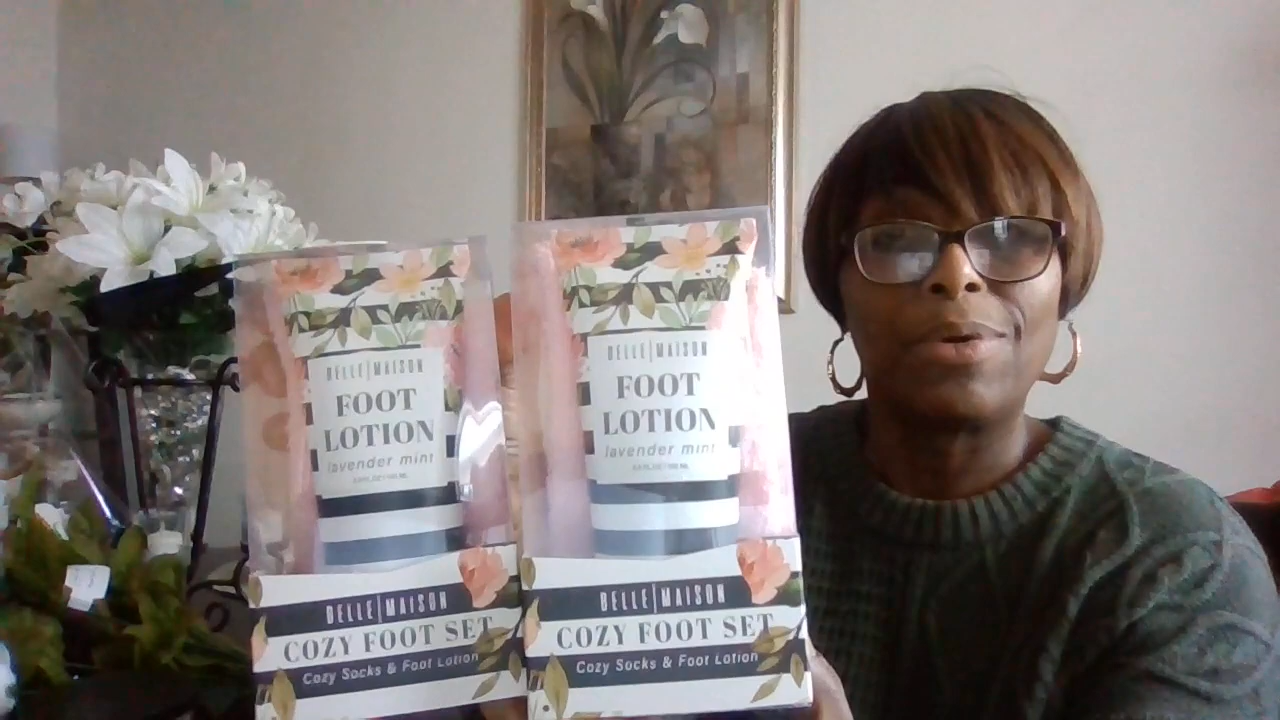 BELLE|MAISON
FOOT
LOTION
lavender mint
BELLE|MAISON
COZY FOOT SET
Cozy Socks & Foot Lotion
BELLE|MAISON
FOOT
LOTION
lavender mint
BELLE|MAISON
COZY FOOT SET
Cozy Socks & Foot Lotion